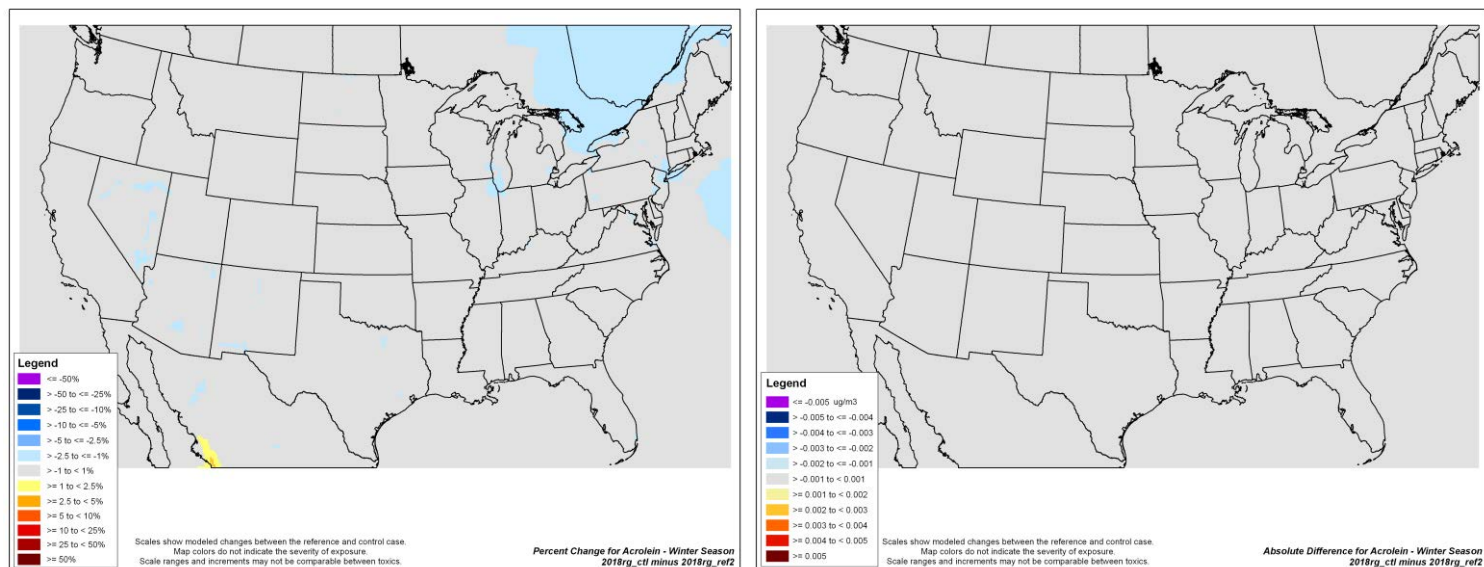 Legend
<= -50%
> -50 to <= -25%
> -25 to <= -10%
> -10 to <= -5%
> -5 to <= -2.5%
> -2.5 to <= -1%
> -1 to < 1%
>= 1 to < 2.5%
>= 2.5 to < 5%
>= 5 to < 10%
>= 10 to < 25%
>= 25 to < 50%
>= 50%
Scales show modeled changes between the reference and control case.
Map colors do not indicate the severity of exposure.
Scale ranges and increments may not be comparable between toxics.
Percent Change for Acrolein - Winter Season
2018rg_ctl minus 2018rg_ref2
Legend
<= -0.005 ug/m3
> -0.005 to <= -0.004
> -0.004 to <= -0.003
> -0.003 to <= -0.002
> -0.002 to <= -0.001
> -0.001 to < 0.001
>= 0.001 to < 0.002
>= 0.002 to < 0.003
>= 0.003 to < 0.004
>= 0.004 to < 0.005
>= 0.005
Scales show modeled changes between the reference and control case.
Map colors do not indicate the severity of exposure.
Scale ranges and increments may not be comparable between toxics.
Absolute Difference for Acrolein - Winter Season
2018rg_ctl minus 2018rg_ref2